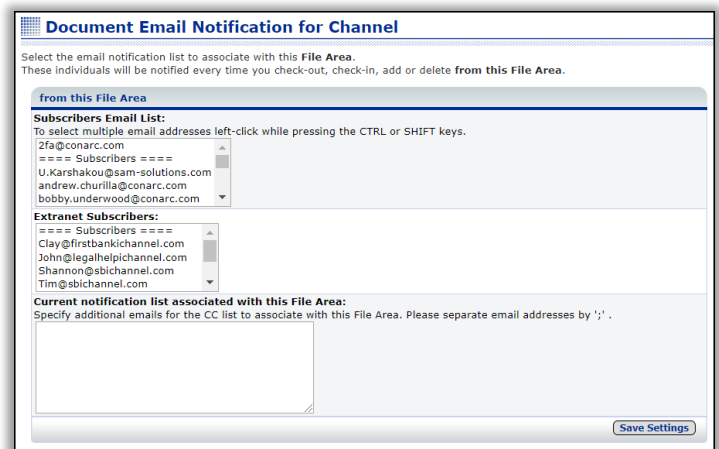 Document Email Notification for Channel
Select the email notification list to associate with this File Area.
These individuals will be notified every time you check-out, check-in, add or delete from this File Area.
from this File Area
Subscribers Email List:
To select multiple email addresses left-click while pressing the CTRL or SHIFT keys.
2fa@conarc.com
==== Subscribers ====
U.Karshakou@sam-solutions.com
andrew.churilla@conarc.com
bobby.underwood@conarc.com
Extranet Subscribers:
==== Subscribers ====
Clay@firstbankichannel.com
John@legalhelpichannel.com
Shannon@sbichannel.com
Tim@sbichannel.com
Current notification list associated with this File Area:
Specify additional emails for the CC list to associate with this File Area. Please separate email addresses by ';' .
Save Settings